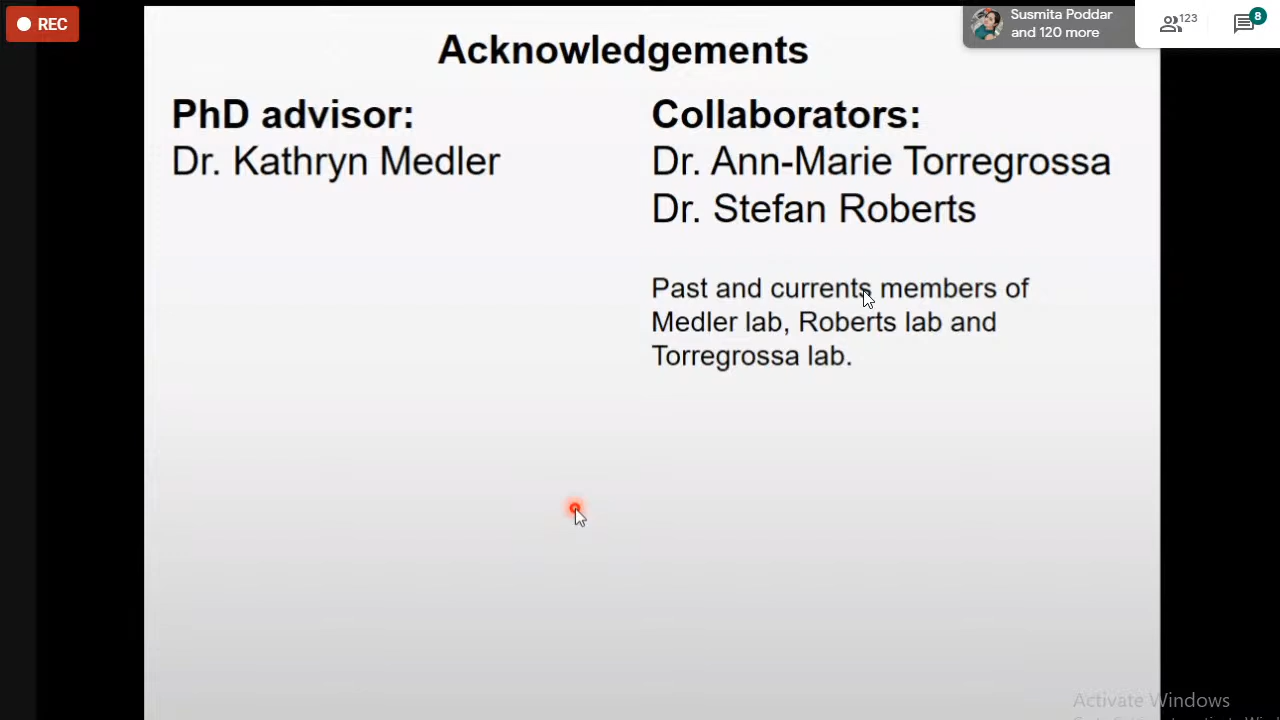 REC
Susmita Poddar
and 120 more
123
8
Acknowledgements
PhD advisor:
Dr. Kathryn Medler
Collaborators:
Dr. Ann-Marie Torregrossa
Dr. Stefan Roberts
Past and currents members of
Medler lab, Roberts lab and
Torregrossa lab.
Activate Windows